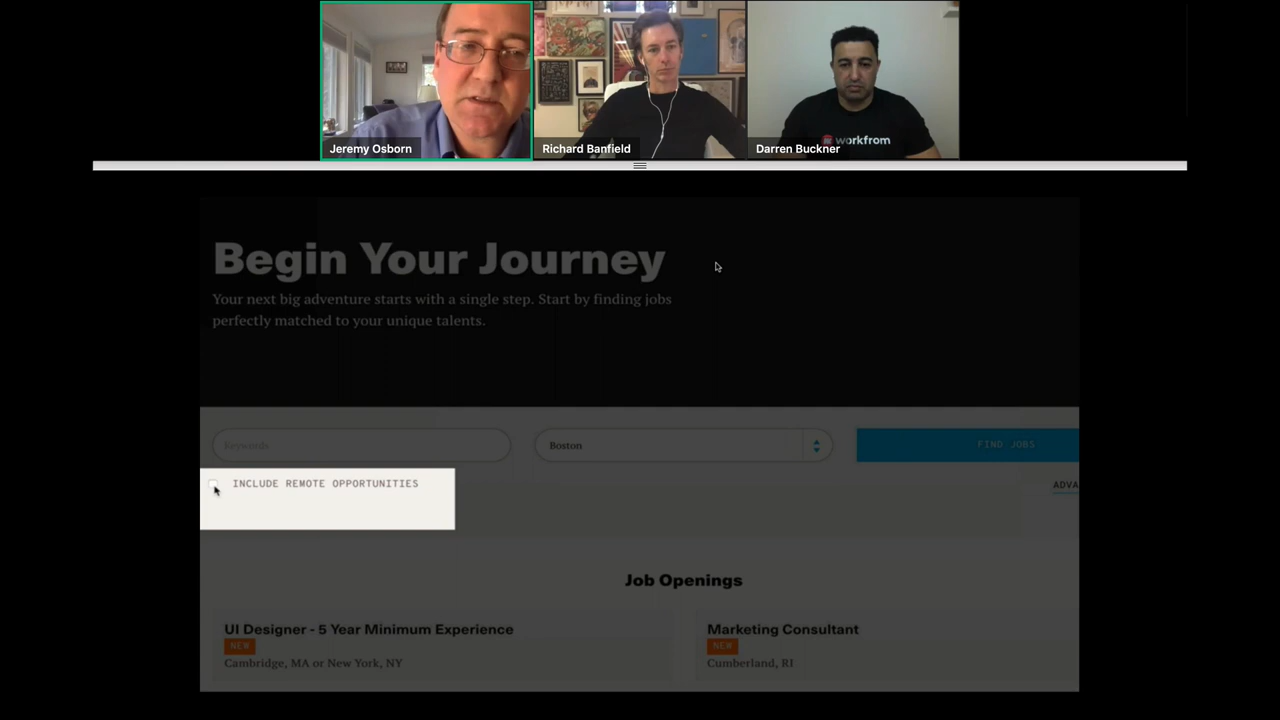 Jeremy Osborn
Richard Banfield
Darren Buckner
workfrom
Begin Your Journey
Your next big adventure starts with a single step. Start by finding jobs
perfectly matched to your unique talents.
Keywords
Boston
FIND JOBS
INCLUDE REMOTE OPPORTUNITIES
ADVA
Job Openings
UI Designer - 5 Year Minimum Experience
NEW
Cambridge, MA or New York, NY
Marketing Consultant
NEW
Cumberland, RI